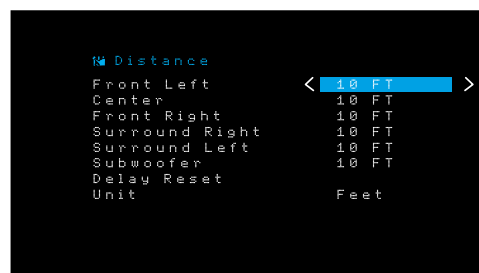 Distance
Front Left < 10 FT >
Center 10 FT
Front Right 10 FT
Surround Right 10 FT
Surround Left 10 FT
Subwoofer 10 FT
Delay Reset
Unit Feet